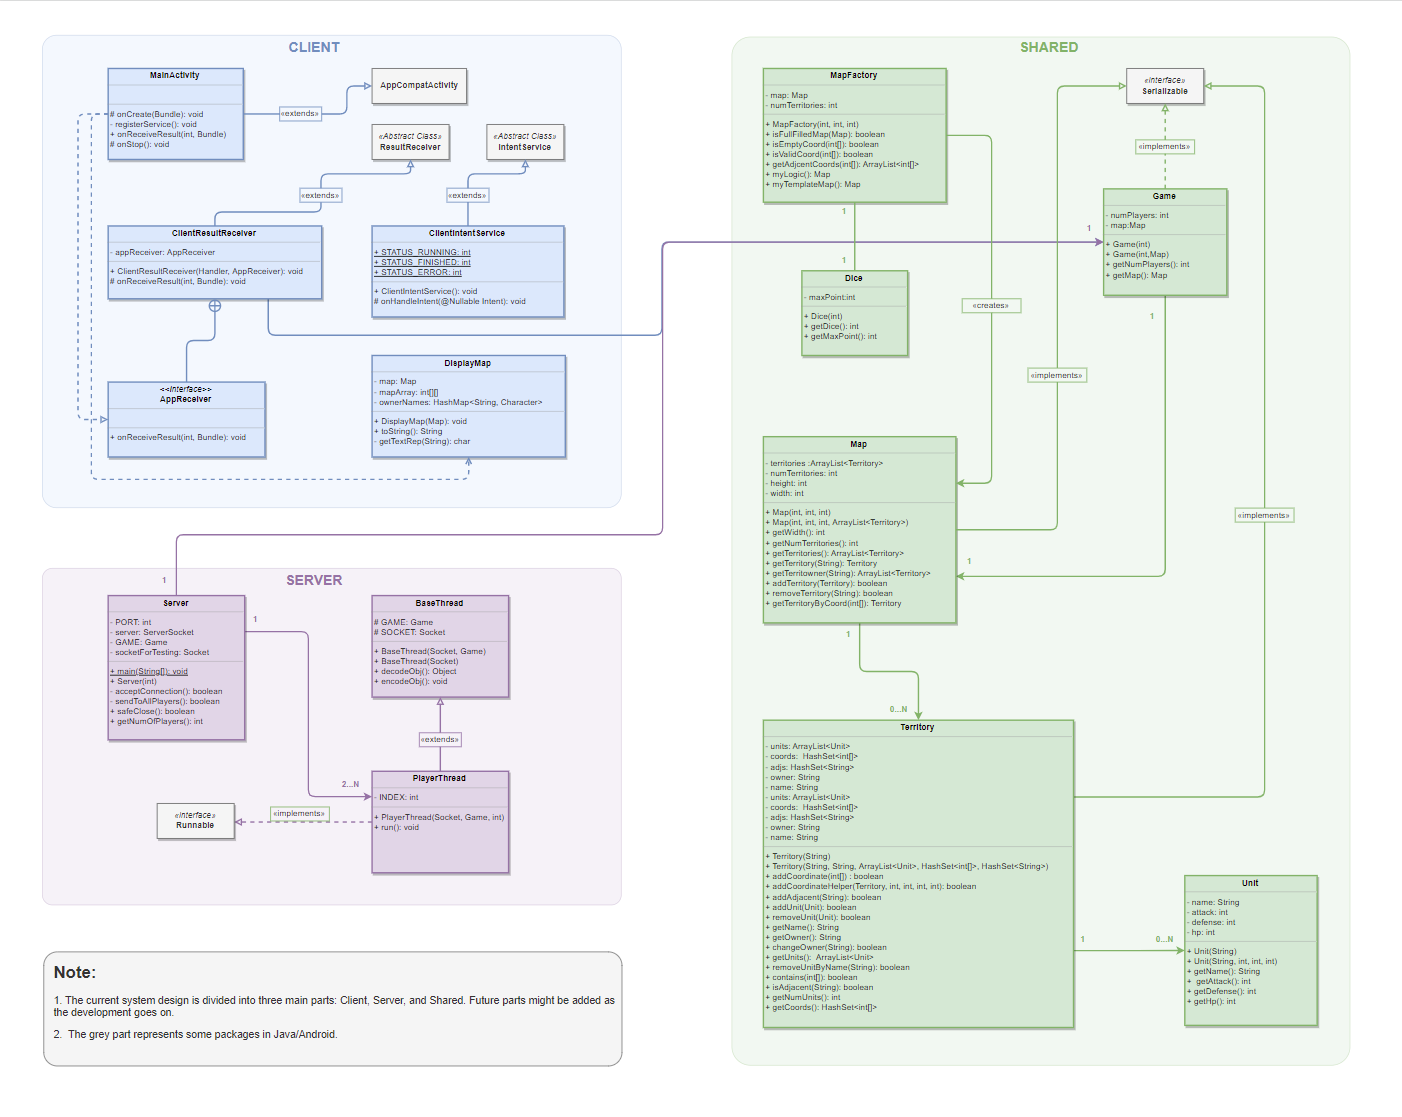 CLIENT
MainActivity
# onCreate(Bundle): void
- registerService(): void
+ onReceiveResult(int, Bundle)
# onStop(): void
«extends»
AppCompatActivity
«Abstract Class»
ResultReceiver
«Abstract Class»
IntentService
«extends»
«extends»
ClientResultReceiver
- appReceiver: AppReceiver
+ ClientResultReceiver(Handler, AppReceiver): void
# onReceiveResult(int, Bundle): void
ClientIntentService
+ STATUS_RUNNING: int
+ STATUS_FINISHED: int
+ STATUS_ERROR: int
+ ClientIntentService(): void
# onHandleIntent(@Nullable Intent): void
<<Interface>>
AppReceiver
+ onReceiveResult(int, Bundle): void
DisplayMap
- map: Map
- mapArray: int[][]
- ownerNames: HashMap<String, Character>
+ DisplayMap(Map): void
+ toString(): String
- getTextRep(String): char
SERVER
1
Server
- PORT: int
- server: ServerSocket
- GAME: Game
- socketForTesting: Socket
+ main(String[]): void
+ Server(int)
- acceptConnection(): boolean
- sendToAllPlayers(): boolean
+ safeClose(): boolean
+ getNumOfPlayers(): int
1
BaseThread
# GAME: Game
# SOCKET: Socket
+ BaseThread(Socket, Game)
+ BaseThread(Socket)
+ decodeObj(): Object
+ encodeObj(): void
«extends»
2...N
PlayerThread
- INDEX: int
+ PlayerThread(Socket, Game, int)
+ run(): void
«implements»
«interface»
Runnable
Note:
1. The current system design is divided into three main parts: Client, Server, and Shared. Future parts might be added as
the development goes on.
2. The grey part represents some packages in Java/Android.
SHARED
MapFactory
- map: Map
- numTerritories: int
+ MapFactory(int, int, int)
+ isFullFilledMap(Map): boolean
+ isEmptyCoord(int[]): boolean
+ isValidCoord(int[]): boolean
+ getAdjcentCoords(int[]): ArrayList<int[]>
+ myLogic(): Map
+ myTemplateMap(): Map
1
1
Dice
- maxPoint:int
+ Dice(int)
+ getDice(): int
+ getMaxPoint(): int
«creates»
«interface»
Serializable
«implements»
1
Game
- numPlayers: int
- map:Map
+ Game(int)
+ Game(int,Map)
+ getNumPlayers(): int
+ getMap(): Map
1
«implements»
«implements»
Map
- territories :ArrayList<Territory>
- numTerritories: int
- height: int
- width: int
+ Map(int, int, int)
+ Map(int, int, int, ArrayList<Territory>)
+ getWidth(): int
+ getNumTerritories(): int
+ getTerritories(): ArrayList<Territory>
+ getTerritory(String): Territory
+ getTerritowner(String): ArrayList<Territory>
+ addTerritory(Territory): boolean
+ removeTerritory(String): boolean
+ getTerritoryByCoord(int[]): Territory
1
1
0...N
Territory
- units: ArrayList<Unit>
- coords: HashSet<int[]>
- adjs: HashSet<String>
- owner: String
- name: String
- units: ArrayList<Unit>
- coords: HashSet<int[]>
- adjs: HashSet<String>
- owner: String
- name: String
+ Territory(String)
+ Territory(String, String, ArrayList<Unit>, HashSet<int[]>, HashSet<String>)
+ addCoordinate(int[]) : boolean
+ addCoordinateHelper(Territory, int, int, int, int): boolean
+ addAdjacent(String): boolean
+ addUnit(Unit): boolean
+ removeUnit(Unit): boolean
+ getName(): String
+ getOwner(): String
+ changeOwner(String): boolean
+ getUnits(): ArrayList<Unit>
+ removeUnitByName(String): boolean
+ contains(int[]): boolean
+ isAdjacent(String): boolean
+ getNumUnits(): int
+ getCoords(): HashSet<int[]>
1
0...N
Unit
- name: String
- attack: int
- defense: int
- hp: int
+ Unit(String)
+ Unit(String, int, int, int)
+ getName(): String
+ getAttack(): int
+ getDefense(): int
+ getHp(): int